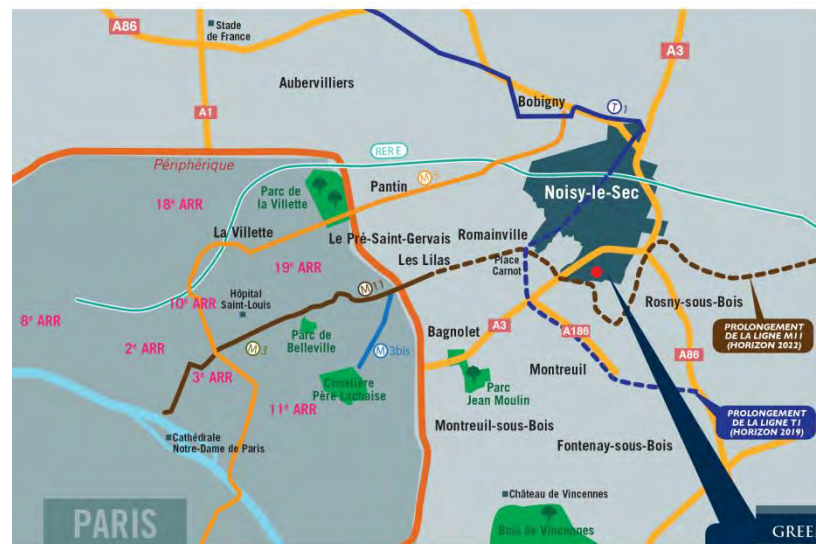 A86
Stade
de France
A3
Aubervilliers
Bobigny
T1
A1
RER E
Périphérique
Pantin
M5
Noisy-le-Sec
18e ARR
Parc de
la Villette
La Villette
Le Pré-Saint-Gervais
Romainville
19e ARR
Les Lilas
Place
Carnot
10e ARR
Hôpital
Saint-Louis
M11
Rosny-sous-Bois
8e ARR
2e ARR
M3
Parc de
Belleville
M3bis
Bagnolet
A3
A186
A86
PROLONGEMENT
DE LA LIGNE M11
(HORIZON 2022)
3e ARR
11e ARR
Cimetière
Père Lachaise
Parc
Jean Moulin
Montreuil
PROLONGEMENT
DE LA LIGNE T1
(HORIZON 2019)
Cathédrale
Notre-Dame de Paris
Montreuil-sous-Bois
Fontenay-sous-Bois
Château de Vincennes
Bois de Vincennes
PARIS